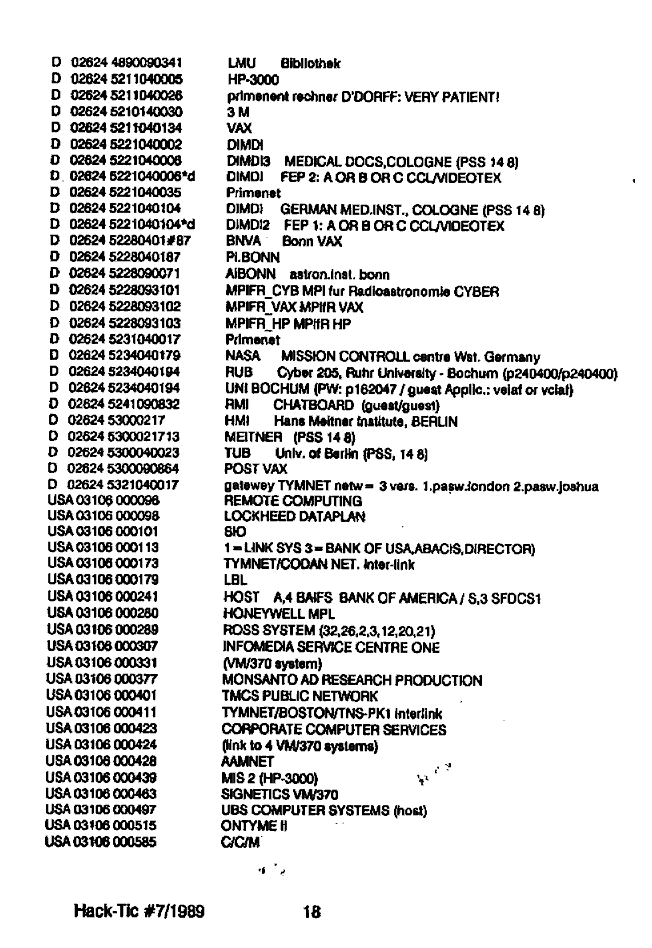 D 02624 4890090341 LMU Bibliothek
D 02624 5211040005 HP-3000
D 02624 5211040026 primenent rechner D'DORFF: VERY PATIENT!
D 02624 5210140030 3 M
D 02624 5211040134 VAX
D 02624 5221040002 DIMDI
D 02624 5221040006 DIMDI3 MEDICAL DOCS,COLOGNE (PSS 14 8)
D 02624 5221040006*d DIMDI FEP 2: A OR B OR C CCL/VIDEOTEX
D 02624 5221040035 Primenet
D 02624 5221040104 DIMDI GERMAN MED.INST., COLOGNE (PSS 14 8)
D 02624 5221040104*d DIMDI2 FEP 1: A OR B OR C CCL/VIDEOTEX
D 02624 52280401#87 BNVA Bonn VAX
D 02624 5228040187 PI.BONN
D 02624 5228090071 AIBONN astron.inst. bonn
D 02624 5228093101 MPIFR_CYB MPI fur Radioastronomie CYBER
D 02624 5228093102 MPIFR_VAX MPIfR VAX
D 02624 5228093103 MPIFR_HP MPIfR HP
D 02624 5231040017 Primenet
D 02624 5234040179 NASA MISSION CONTROLL centre Wst. Germany
D 02624 5234040194 RUB Cyber 205, Ruhr University - Bochum (p240400/p240400)
D 02624 5234040194 UNI BOCHUM (PW: p162047 / guest Applic.: velaf or vclaf)
D 02624 5241090832 RMI CHATBOARD (guest/guest)
D 02624 53000217 HMI Hans Meitner Institute, BERLIN
D 02624 5300021713 MEITNER (PSS 14 8)
D 02624 5300040023 TUB Univ. of Berlin (PSS, 14 8)
D 02624 5300090864 POST VAX
D 02624 5321040017 gatewey TYMNET netw = 3 vers. 1.pasw.london 2.pasw.joshua
USA 03106 000096 REMOTE COMPUTING
USA 03106 000098 LOCKHEED DATAPLAN
USA 03106 000101 SIO
USA 03106 000113 1 = LINK SYS 3 = BANK OF USA,ABACIS,DIRECTOR)
USA 03106 000173 TYMNET/CODAN NET. Inter-link
USA 03106 000179 LBL
USA 03106 000241 HOST A,4 BAIFS BANK OF AMERICA / S,3 SFDCS1
USA 03106 000280 HONEYWELL MPL
USA 03106 000289 ROSS SYSTEM (32,26,2,3,12,20,21)
USA 03106 000307 INFOMEDIA SERVICE CENTRE ONE
USA 03106 000331 (VM/370 system)
USA 03106 000377 MONSANTO AD RESEARCH PRODUCTION
USA 03106 000401 TMCS PUBLIC NETWORK
USA 03106 000411 TYMNET/BOSTON/TNS-PK1 interlink
USA 03106 000423 CORPORATE COMPUTER SERVICES
USA 03106 000424 (link to 4 VM/370 systems)
USA 03106 000428 AAMNET
USA 03106 000439 MIS 2 (HP-3000)
USA 03106 000463 SIGNETICS VM/370
USA 03106 000497 UBS COMPUTER SYSTEMS (host)
USA 03106 000515 ONTYME II
USA 03106 000585 C/C/M
Hack-Tic #7/1989 18